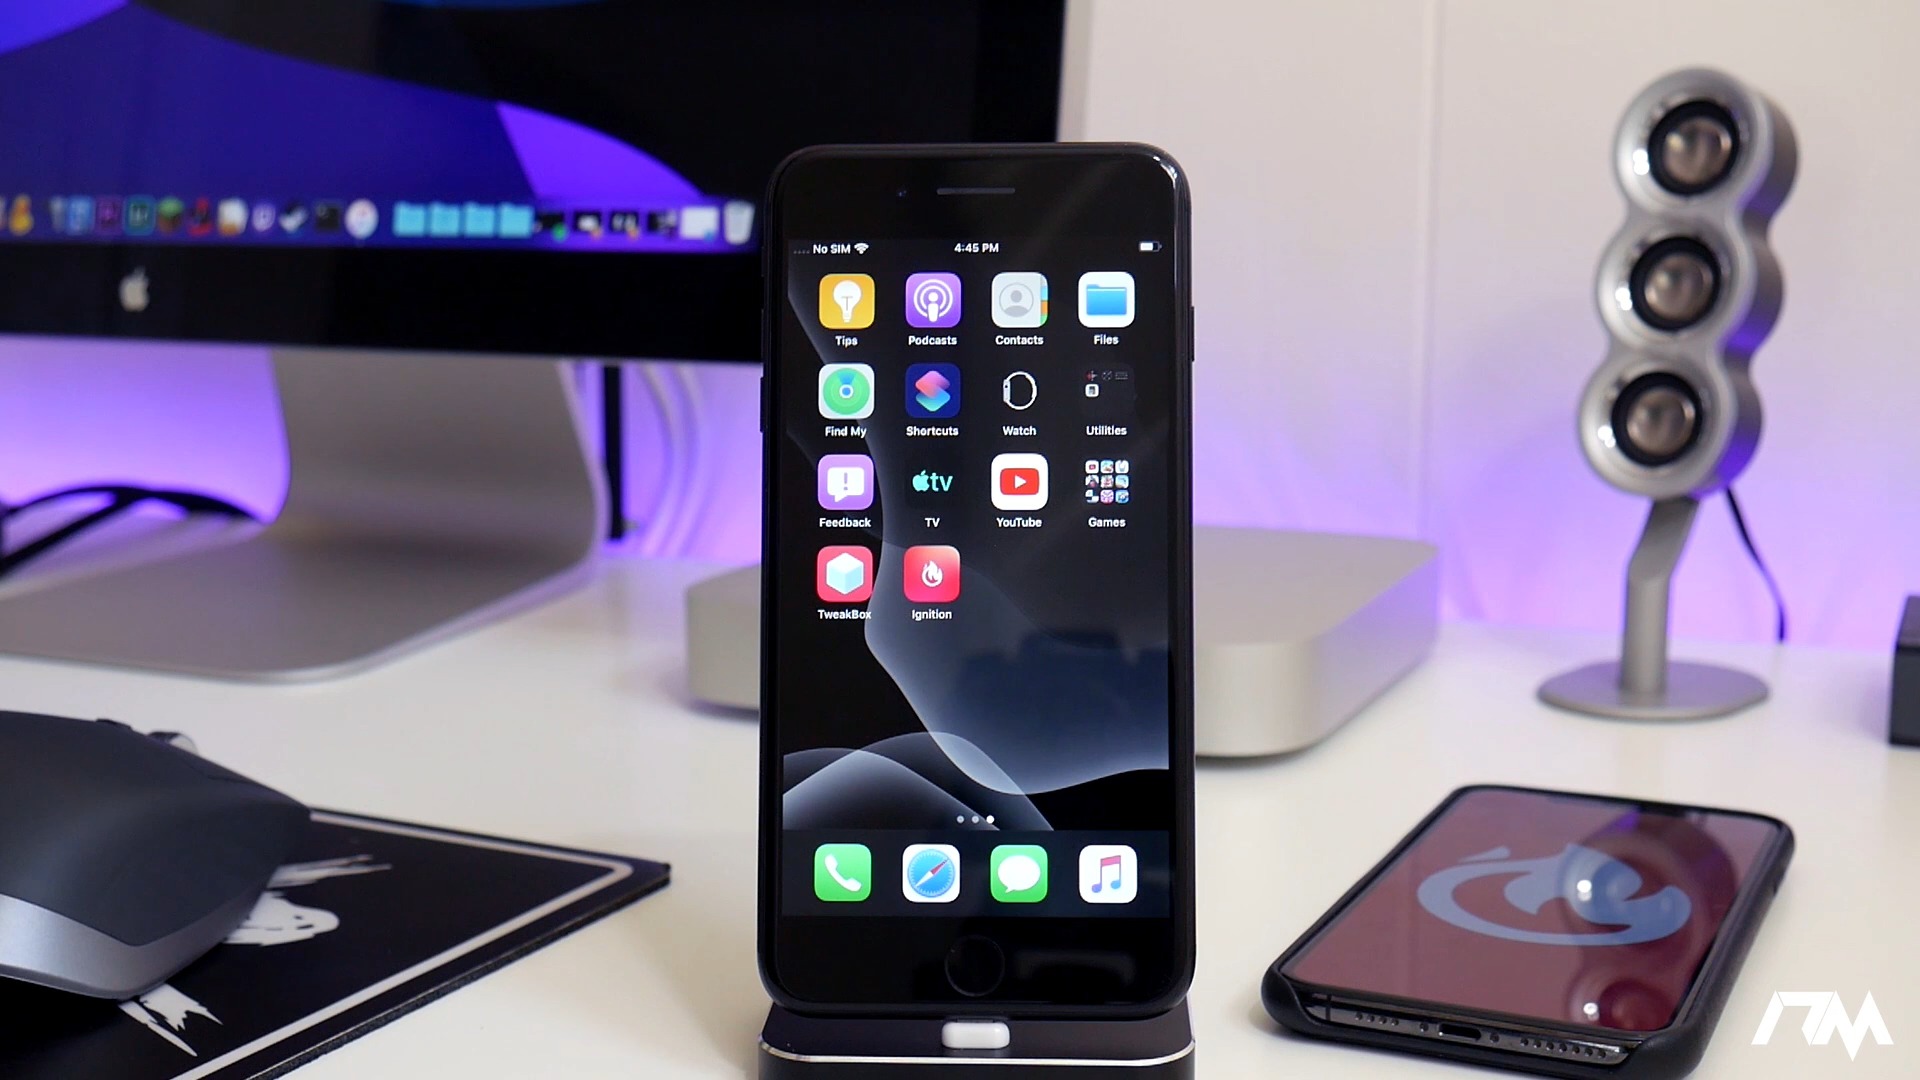 No SIM 4:45 PM
Tips Podcasts Contacts Files
Find My Shortcuts Watch Utilities
tv
Feedback TV YouTube Games
TweakBox Ignition